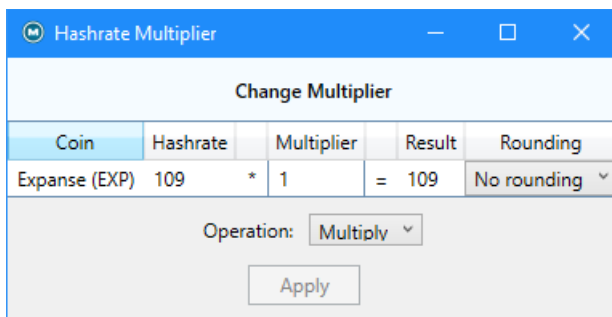 Hashrate Multiplier
Change Multiplier
Coin Hashrate Multiplier Result Rounding
Expanse (EXP) 109 * 1 = 109 No rounding
Operation: Multiply
Apply